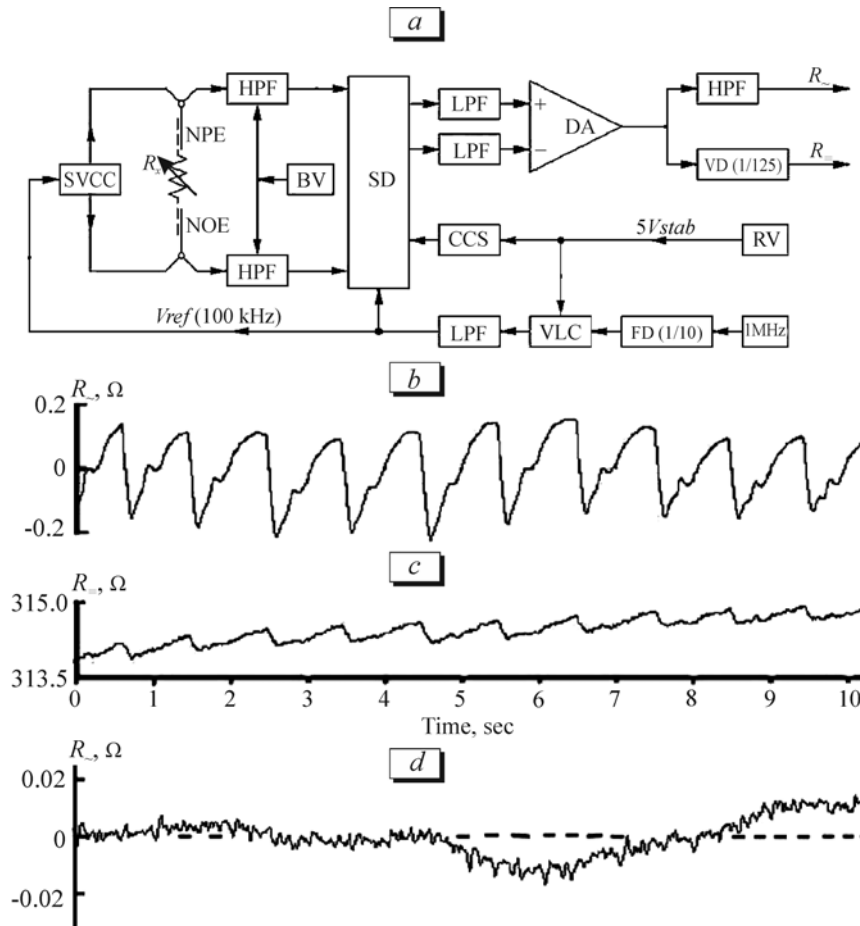 a
HPF
HPF
R~
NPE
LPF
+
DA
Rx
SVCC
BV
SD
LPF
−
VD (1/125)
R=
NOE
5Vstab
CCS
RV
HPF
Vref (100 kHz)
LPF
VLC
FD (1/10)
1MHz
b
R~, Ω
0.2
0
-0.2
c
R=, Ω
315.0
313.5
0 1 2 3 4 5 6 7 8 9 10
Time, sec
d
R~, Ω
0.02
0
-0.02